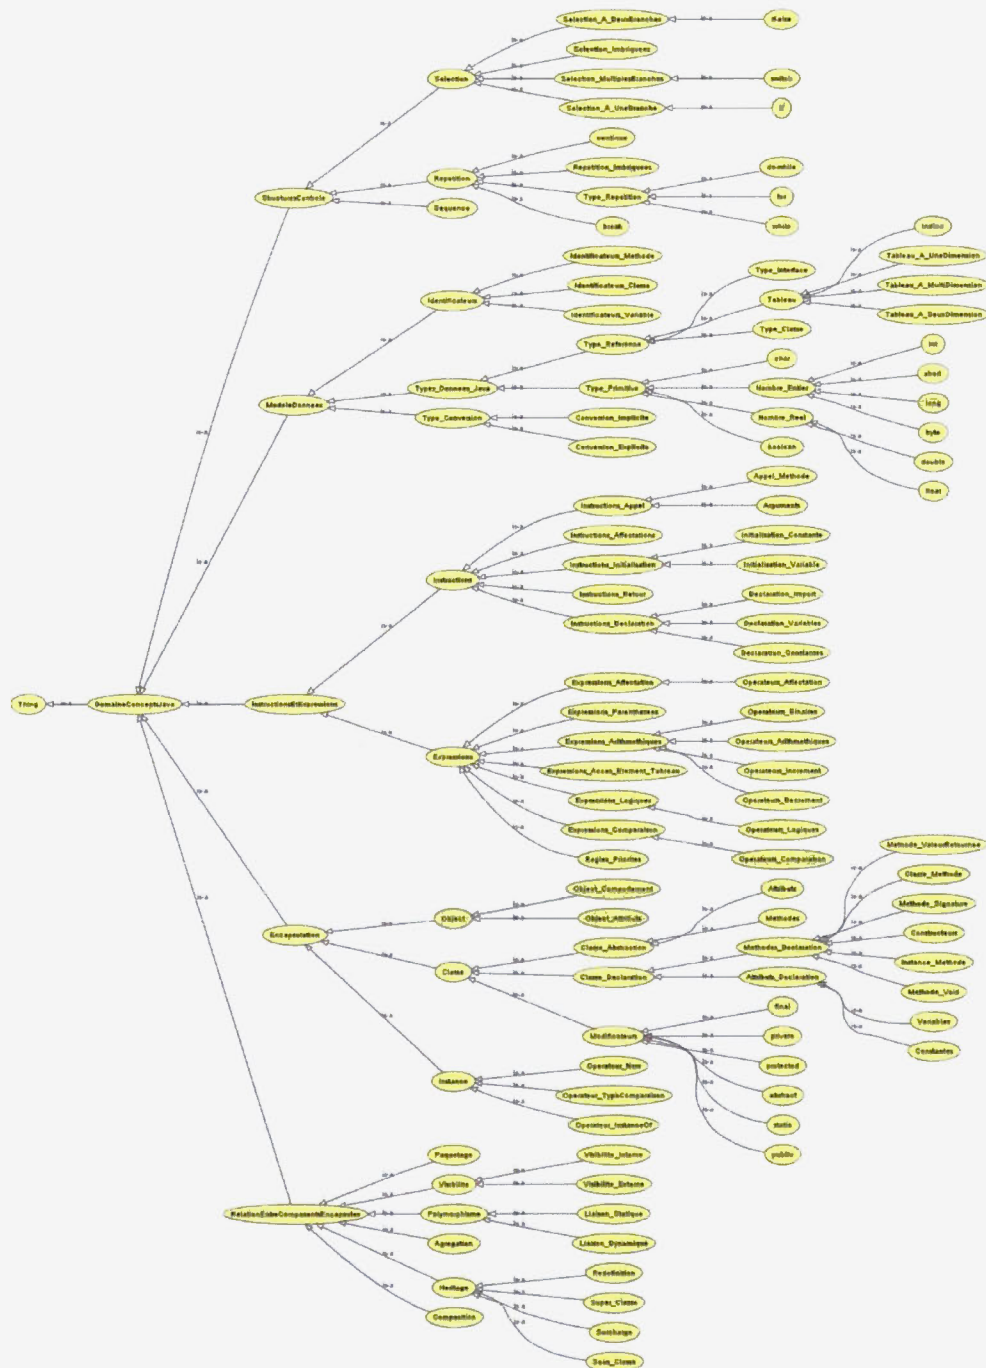 Thing
is-a
DomaineConceptsJava
StructuresControle
Selection
Selection_A_DeuxBranches
if-else
Selection_Imbriquees
Selection_MultiplesBranches
switch
Selection_A_UneBranche
if
Repetition
continue
Repetition_Imbriquees
Type_Repetition
do-while
for
while
break
Sequence
ModeleDonnees
Identificateurs
Identificateurs_Methode
Identificateurs_Classe
Identificateurs_Variable
Types_Donnees_Java
Type_Reference
Type_Interface
Tableau
Tableau_A_UneDimension
Tableau_A_MultiDimension
Tableau_A_DeuxDimension
Type_Classe
Type_Primitive
char
Nombre_Entier
int
short
long
byte
Nombre_Reel
double
float
boolean
Type_Conversion
Conversion_Implicite
Conversion_Explicite
InstructionsEtExpressions
Instructions
Instructions_Appel
Appel_Methode
Arguments
Instructions_Affectations
Instructions_Initialisation
Initialisation_Constante
Initialisation_Variable
Instructions_Retour
Instructions_Declaration
Declaration_Import
Declaration_Variables
Declaration_Constantes
Expressions
Expressions_Affectation
Operateurs_Affectation
Expressions_Parentheses
Expressions_Arithmethiques
Operateurs_Binaires
Operateurs_Arithmethiques
Operateurs_Increment
Operateurs_Decrement
Expressions_Acces_Element_Tableau
Expressions_Logiques
Operateurs_Logiques
Expressions_Comparaison
Operateurs_Comparaison
Regles_Priorites
Encapsulation
Object
Object_Comportement
Object_Attributs
Classe
Classe_Abstraction
Attributs
Methodes
Classe_Declaration
Methodes_Declaration
Methode_ValeurRetournee
Classe_Methode
Methode_Signature
Constructeurs
Instance_Methode
Methode_Void
Attributs_Declaration
Variables
Constantes
Modificateurs
final
private
protected
abstract
static
public
Instance
Operateur_New
Operateur_TypeComparaison
Operateur_InstanceOf
RelationEntreComposantsEncapsules
Paquetage
Visibilite
Visibilite_Interne
Visibilite_Externe
Polymorphisme
Liaison_Statique
Liaison_Dynamique
Agregation
Heritage
Redefinition
Super_Classe
Surcharge
Sous_Classe
Composition